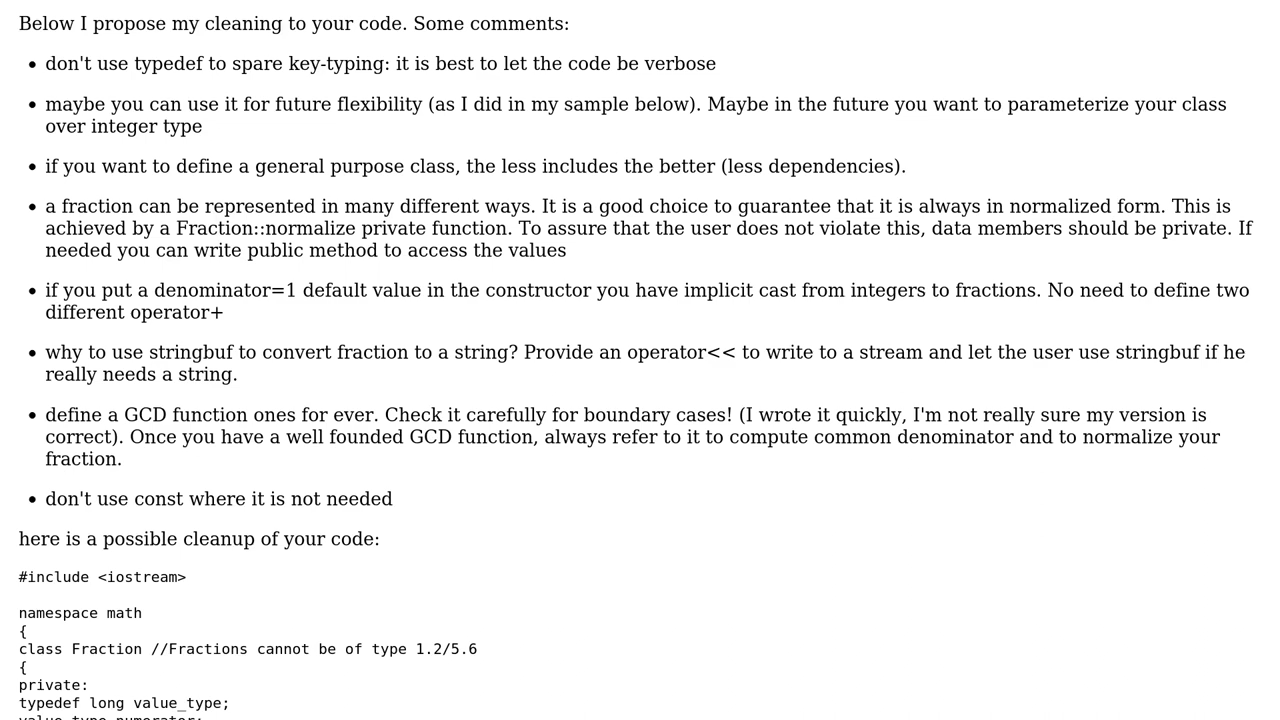 Below I propose my cleaning to your code. Some comments:
• don't use typedef to spare key-typing: it is best to let the code be verbose
• maybe you can use it for future flexibility (as I did in my sample below). Maybe in the future you want to parameterize your class
over integer type
• if you want to define a general purpose class, the less includes the better (less dependencies).
• a fraction can be represented in many different ways. It is a good choice to guarantee that it is always in normalized form. This is
achieved by a Fraction::normalize private function. To assure that the user does not violate this, data members should be private. If
needed you can write public method to access the values
• if you put a denominator=1 default value in the constructor you have implicit cast from integers to fractions. No need to define two
different operator+
• why to use stringbuf to convert fraction to a string? Provide an operator<< to write to a stream and let the user use stringbuf if he
really needs a string.
• define a GCD function ones for ever. Check it carefully for boundary cases! (I wrote it quickly, I'm not really sure my version is
correct). Once you have a well founded GCD function, always refer to it to compute common denominator and to normalize your
fraction.
• don't use const where it is not needed
here is a possible cleanup of your code:
#include <iostream>
namespace math
{
class Fraction //Fractions cannot be of type 1.2/5.6
{
private:
typedef long value_type;
value_type numerator;